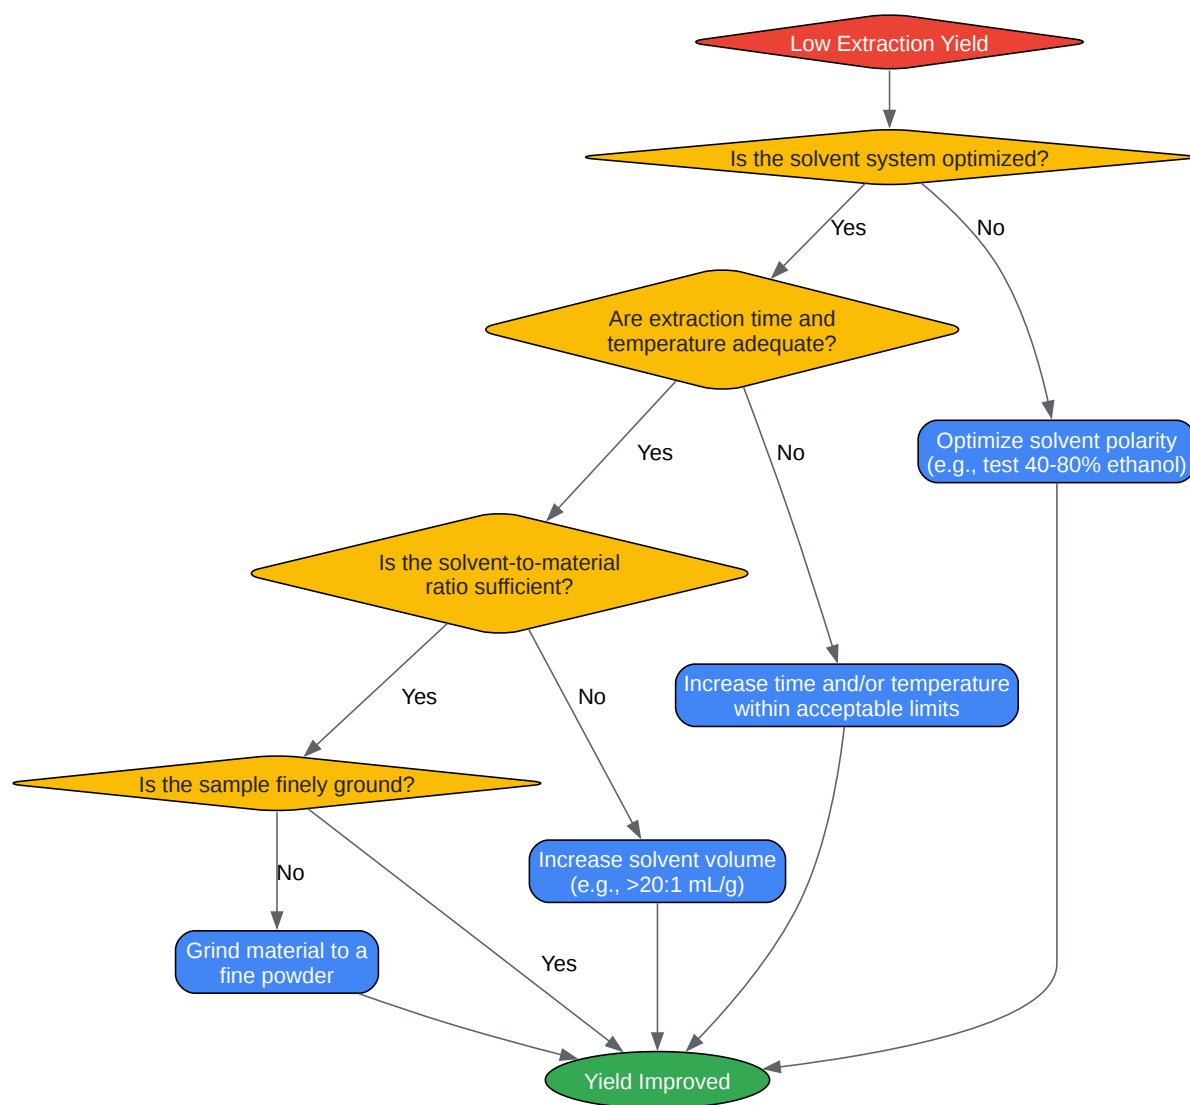 Low Extraction Yield
Is the solvent system optimized?
Yes
No
Are extraction time and
temperature adequate?
Optimize solvent polarity
(e.g., test 40-80% ethanol)
Yes
No
Is the solvent-to-material
ratio sufficient?
Increase time and/or temperature
within acceptable limits
Yes
No
Is the sample finely ground?
Increase solvent volume
(e.g., >20:1 mL/g)
No
Yes
Grind material to a
fine powder
Yield Improved